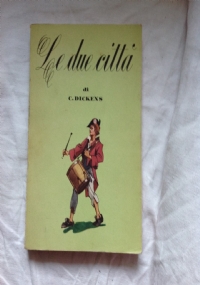 Le due città
di
C. DICKENS